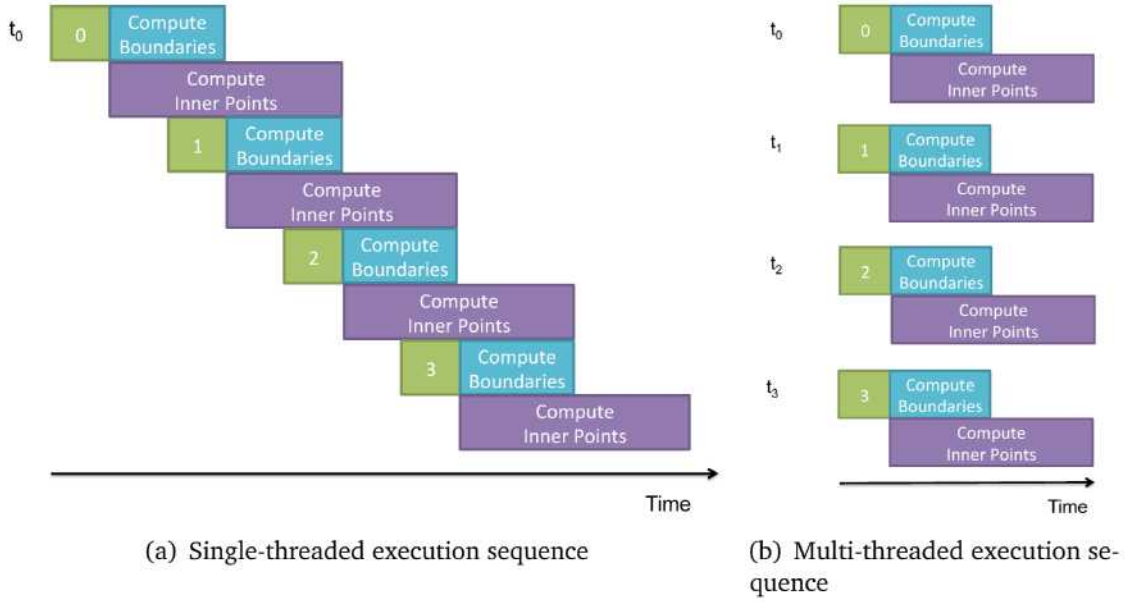 t0
0
Compute
Boundaries
Compute
Inner Points
1
Compute
Boundaries
Compute
Inner Points
2
Compute
Boundaries
Compute
Inner Points
3
Compute
Boundaries
Compute
Inner Points
Time
(a) Single-threaded execution sequence
t0
0
Compute
Boundaries
Compute
Inner Points
t1
1
Compute
Boundaries
Compute
Inner Points
t2
2
Compute
Boundaries
Compute
Inner Points
t3
3
Compute
Boundaries
Compute
Inner Points
Time
(b) Multi-threaded execution se-
quence